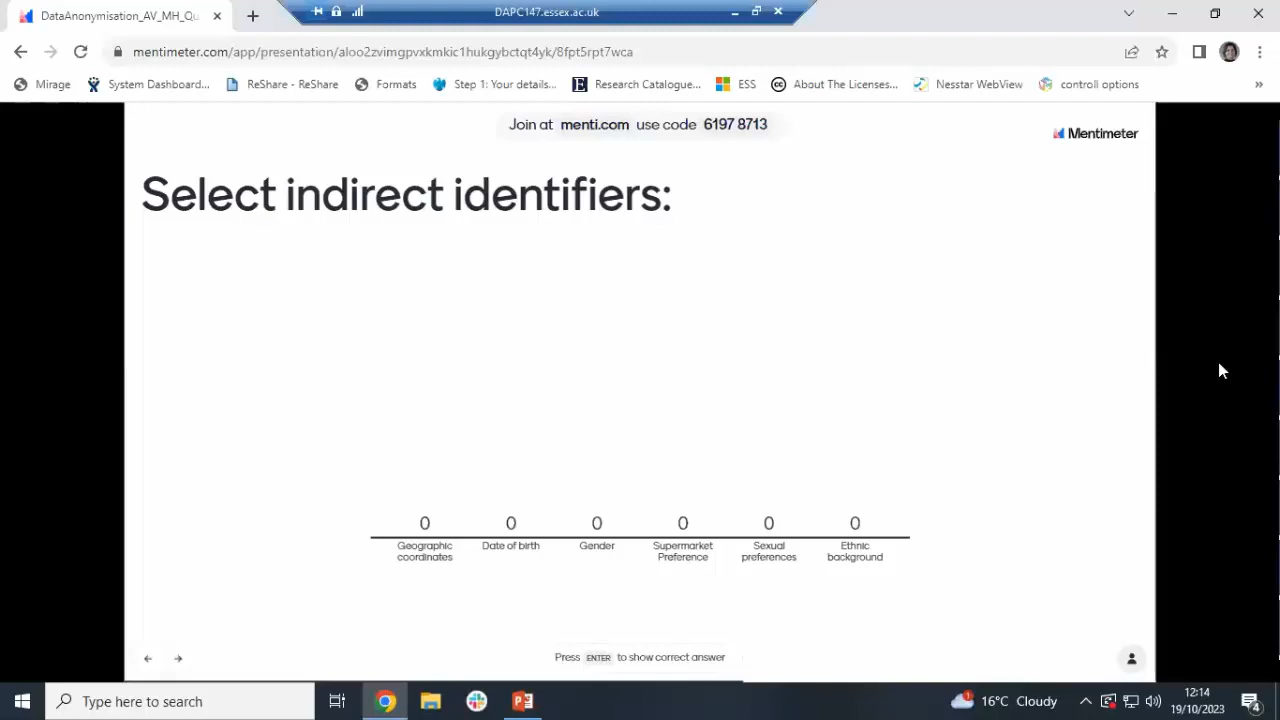 DataAnonymisation_AV_MH_Qu
DAPC147.essex.ac.uk
mentimeter.com/app/presentation/aloo2zvimgpvxkmkic1hukgybctqt4yk/8fpt5rpt7wca
Mirage System Dashboard... ReShare - ReShare Formats Step 1: Your details... Research Catalogue... ESS About The Licenses... Nesstar WebView controll options
Join at menti.com use code 6197 8713
Mentimeter
Select indirect identifiers:
0 0 0 0 0 0
Geographic coordinates
Date of birth
Gender
Supermarket Preference
Sexual preferences
Ethnic background
Press ENTER to show correct answer
Type here to search
16°C Cloudy
12:14
19/10/2023
1
4